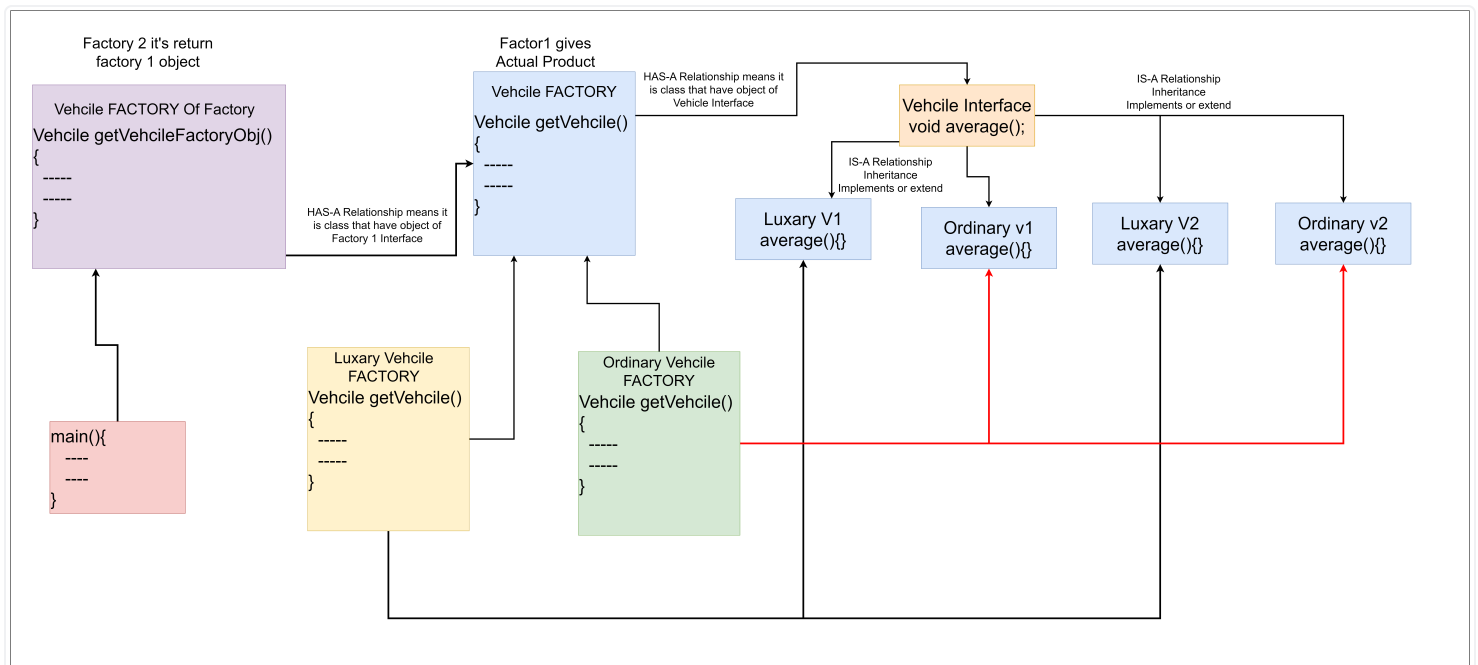 Factory 2 it's return
factory 1 object
Vehcile FACTORY Of Factory
Vehcile getVehcileFactoryObj()
{
-----
-----
}
HAS-A Relationship means it
is class that have object of
Factory 1 Interface
Factor1 gives
Actual Product
Vehcile FACTORY
Vehcile getVehcile()
{
-----
-----
}
HAS-A Relationship means it
is class that have object of
Vehicle Interface
Vehcile Interface
void average();
IS-A Relationship
Inheritance
Implements or extend
IS-A Relationship
Inheritance
Implements or extend
Luxary V1
average(){}
Ordinary v1
average(){}
Luxary V2
average(){}
Ordinary v2
average(){}
main(){
----
----
}
Luxary Vehcile
FACTORY
Vehcile getVehcile()
{
-----
-----
}
Ordinary Vehcile
FACTORY
Vehcile getVehcile()
{
-----
-----
}